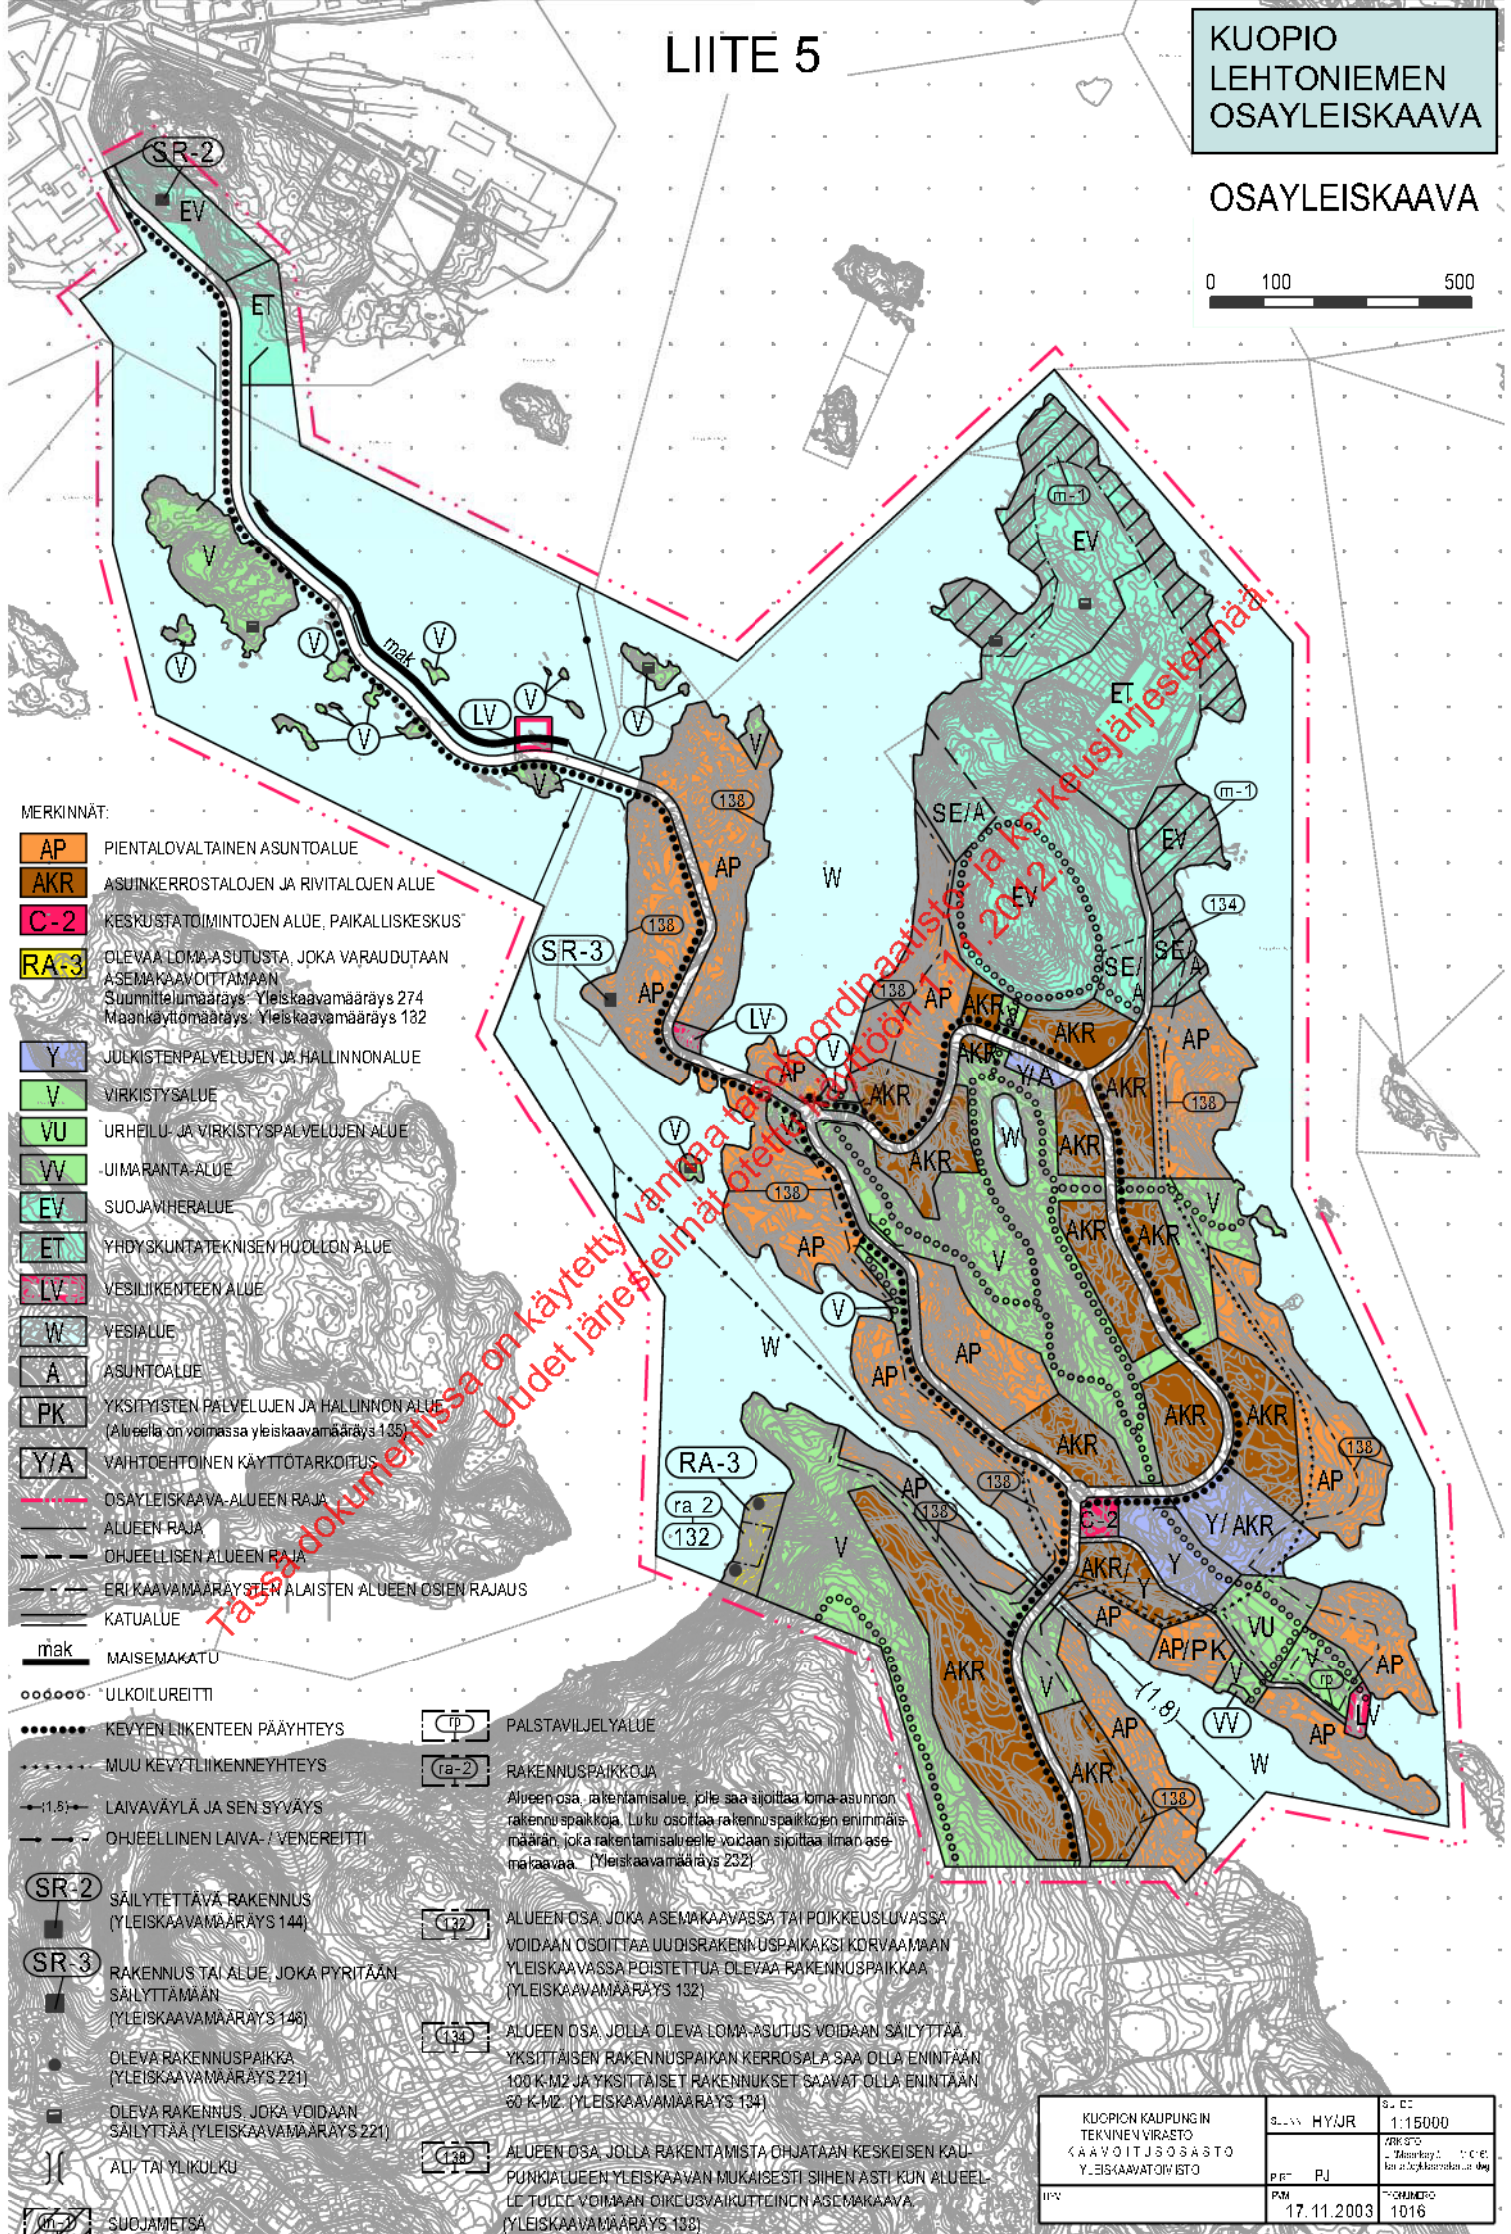 LIITE 5
KUOPIO
LEHTONIEMEN
OSAYLEISKAAVA
OSAYLEISKAAVA
0 100 500
SR-2
EV
ET
V
V
V
V
V
mak
LV
V
V
V
V
138
AP
138
SR-3
AP
LV
W
m-1
EV
ET
m-1
EV
SE/A
EV
134
SE/
A
SE/
A
138
AP
AKR
V
AKR
AP
AKR
Y/A
AKR
138
AP
V
AKR
W
AKR
AKR
V
V
138
AP
V
AKR
AKR
V
V
W
AP
AP
AKR
AKR
AKR
138
AP
138
AP
138
RA-3
ra 2
132
V
C-2
Y/ AKR
AKR/
Y
Y
AP
AP/PK
VU
V
V
rp
AP
LV
AP
VV
W
(1,8)
AKR
V
AP
AKR
138
Tässä dokumentissa on käytetty vanhaa tasokoordinaatisto- ja korkeusjärjestelmää.
Uudet järjestelmät otettu käyttöön 1.11.2012.
MERKINNÄT:
AP PIENTALOVALTAINEN ASUNTOALUE
AKR ASUINKERROSTALOJEN JA RIVITALOJEN ALUE
C-2 KESKUSTATOIMINTOJEN ALUE, PAIKALLISKESKUS
RA-3 OLEVAA LOMA-ASUTUSTA, JOKA VARAUDUTAAN
ASEMAKAAVOITTAMAAN
Suunnittelumääräys: Yleiskaavamääräys 274
Maankäyttömääräys: Yleiskaavamääräys 132
Y JULKISTENPALVELUJEN JA HALLINNONALUE
V VIRKISTYSALUE
VU URHEILU- JA VIRKISTYSPALVELUJEN ALUE
VV UIMARANTA-ALUE
EV SUOJAVIHERALUE
ET YHDYSKUNTATEKNISEN HUOLLON ALUE
LV VESILIIKENTEEN ALUE
W VESIALUE
A ASUNTOALUE
PK YKSITYISTEN PALVELUJEN JA HALLINNON ALUE
(Alueella on voimassa yleiskaavamääräys 135)
Y/A VAIHTOEHTOINEN KÄYTTÖTARKOITUS
OSAYLEISKAAVA-ALUEEN RAJA
ALUEEN RAJA
OHJEELLISEN ALUEEN RAJA
ERI KAAVAMÄÄRÄYSTEN ALAISTEN ALUEEN OSIEN RAJAUS
KATUALUE
mak MAISEMAKATU
ULKOILUREITTI
KEVYEN LIIKENTEEN PÄÄYHTEYS
MUU KEVYTLIIKENNEYHTEYS
(1,8) LAIVAVÄYLÄ JA SEN SYVÄYS
OHJEELLINEN LAIVA- / VENEREITTI
SR-2 SÄILYTETTÄVÄ RAKENNUS
(YLEISKAAVAMÄÄRÄYS 144)
SR-3 RAKENNUS TAI ALUE, JOKA PYRITÄÄN
SÄILYTTÄMÄÄN
(YLEISKAAVAMÄÄRÄYS 146)
OLEVA RAKENNUSPAIKKA
(YLEISKAAVAMÄÄRÄYS 221)
OLEVA RAKENNUS, JOKA VOIDAAN
SÄILYTTÄÄ (YLEISKAAVAMÄÄRÄYS 221)
ALI- TAI YLIKULKU
m-1 SUOJAMETSÄ
rp PALSTAVILJELYALUE
ra-2 RAKENNUSPAIKKOJA
Alueen osa, rakentamisalue, jolle saa sijoittaa loma-asunnon
rakennuspaikkoja. Luku osoittaa rakennuspaikkojen enimmäis-
määrän, joka rakentamisalueelle voidaan sijoittaa ilman ase-
makaavaa. (Yleiskaavamääräys 232)
132 ALUEEN OSA, JOKA ASEMAKAAVASSA TAI POIKKEUSLUVASSA
VOIDAAN OSOITTAA UUDISRAKENNUSPAIKAKSI KORVAAMAAN
YLEISKAAVASSA POISTETTUA OLEVAA RAKENNUSPAIKKAA
(YLEISKAAVAMÄÄRÄYS 132)
134 ALUEEN OSA, JOLLA OLEVA LOMA-ASUTUS VOIDAAN SÄILYTTÄÄ.
YKSITTÄISEN RAKENNUSPAIKAN KERROSALA SAA OLLA ENINTÄÄN
100 K-M2 JA YKSITTÄISET RAKENNUKSET SAAVAT OLLA ENINTÄÄN
60 K-M2. (YLEISKAAVAMÄÄRÄYS 134)
138 ALUEEN OSA, JOLLA RAKENTAMISTA OHJATAAN KESKEISEN KAU-
PUNKIALUEEN YLEISKAAVAN MUKAISESTI SIIHEN ASTI KUN ALUEEL-
LE TULEE VOIMAAN OIKEUSVAIKUTTEINEN ASEMAKAAVA.
(YLEISKAAVAMÄÄRÄYS 138)
KUOPION KAUPUNGIN
TEKNINEN VIRASTO
KAAVOITUSOSASTO
YLEISKAAVATOIMISTO
HY/JR
1:15000
PIIRT PJ
PVM
17.11.2003
1016